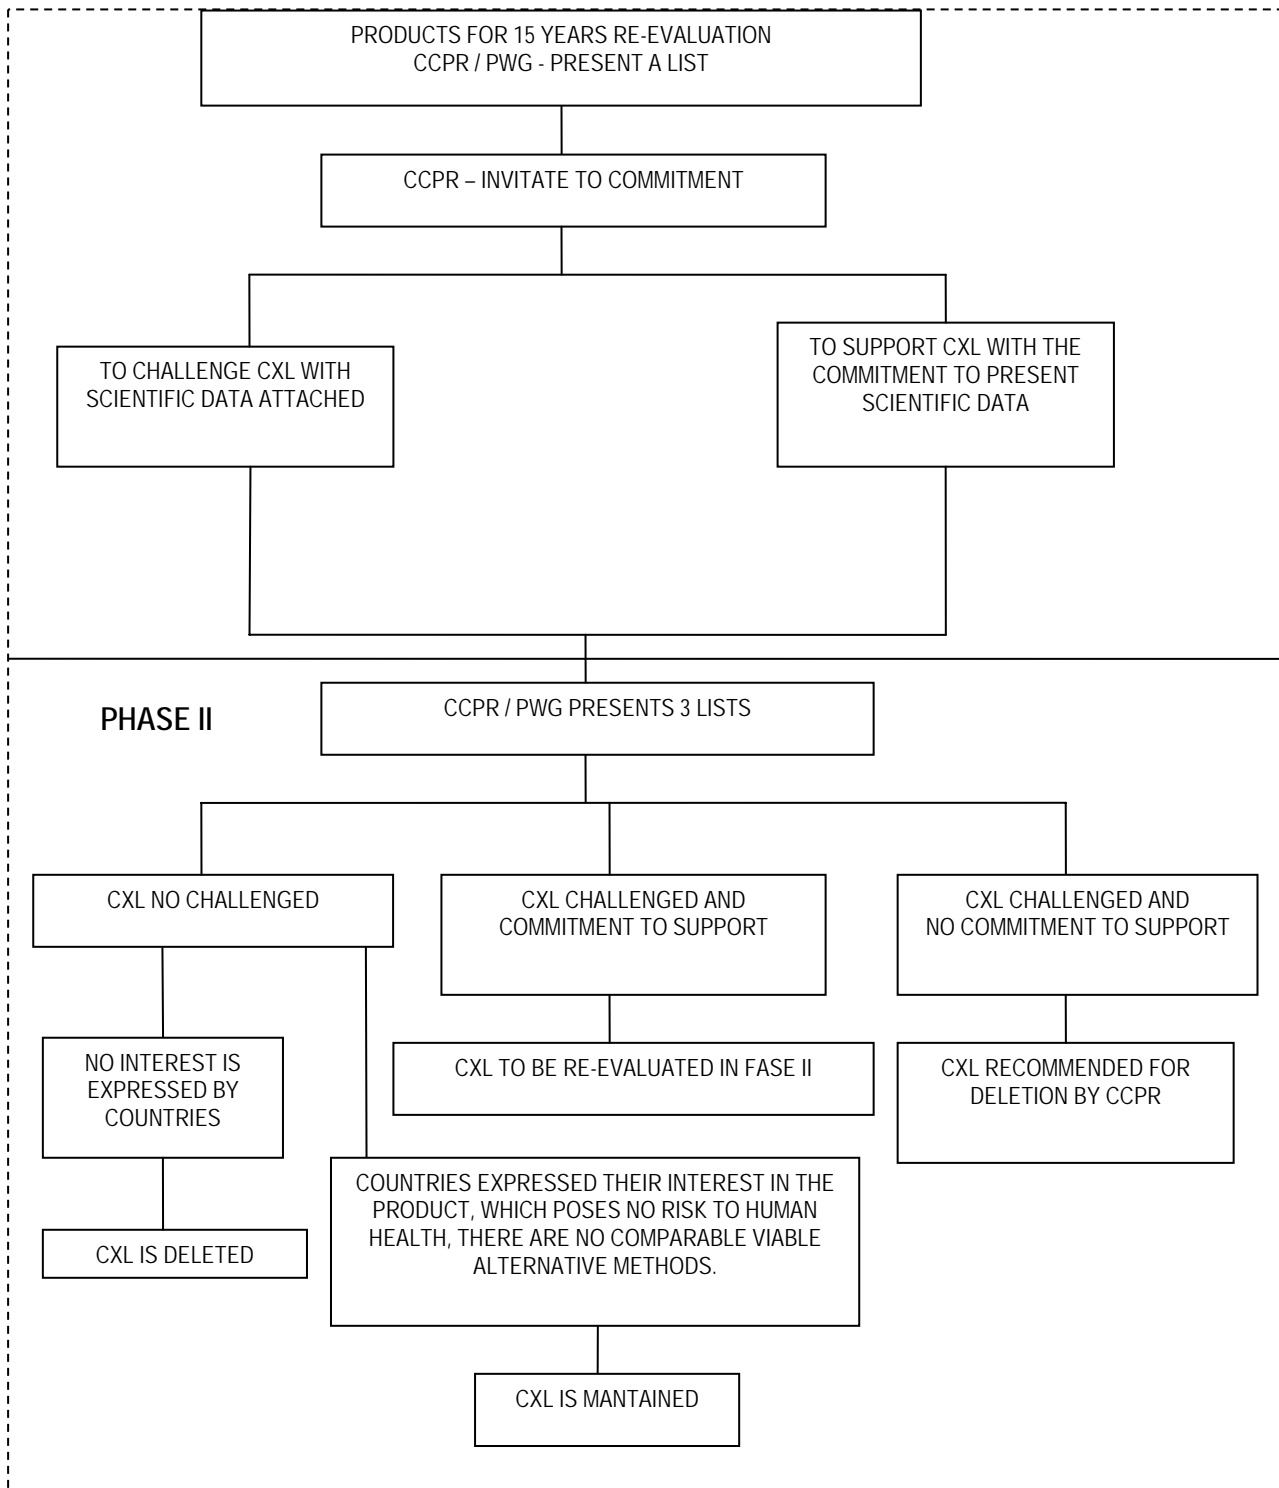 PRODUCTS FOR 15 YEARS RE-EVALUATION
CCPR / PWG - PRESENT A LIST
CCPR – INVITATE TO COMMITMENT
TO CHALLENGE CXL WITH
SCIENTIFIC DATA ATTACHED
TO SUPPORT CXL WITH THE
COMMITMENT TO PRESENT
SCIENTIFIC DATA
PHASE II
CCPR / PWG PRESENTS 3 LISTS
CXL NO CHALLENGED
CXL CHALLENGED AND
COMMITMENT TO SUPPORT
CXL CHALLENGED AND
NO COMMITMENT TO SUPPORT
NO INTEREST IS
EXPRESSED BY
COUNTRIES
CXL TO BE RE-EVALUATED IN FASE II
CXL RECOMMENDED FOR
DELETION BY CCPR
CXL IS DELETED
COUNTRIES EXPRESSED THEIR INTEREST IN THE
PRODUCT, WHICH POSES NO RISK TO HUMAN
HEALTH, THERE ARE NO COMPARABLE VIABLE
ALTERNATIVE METHODS.
CXL IS MANTAINED